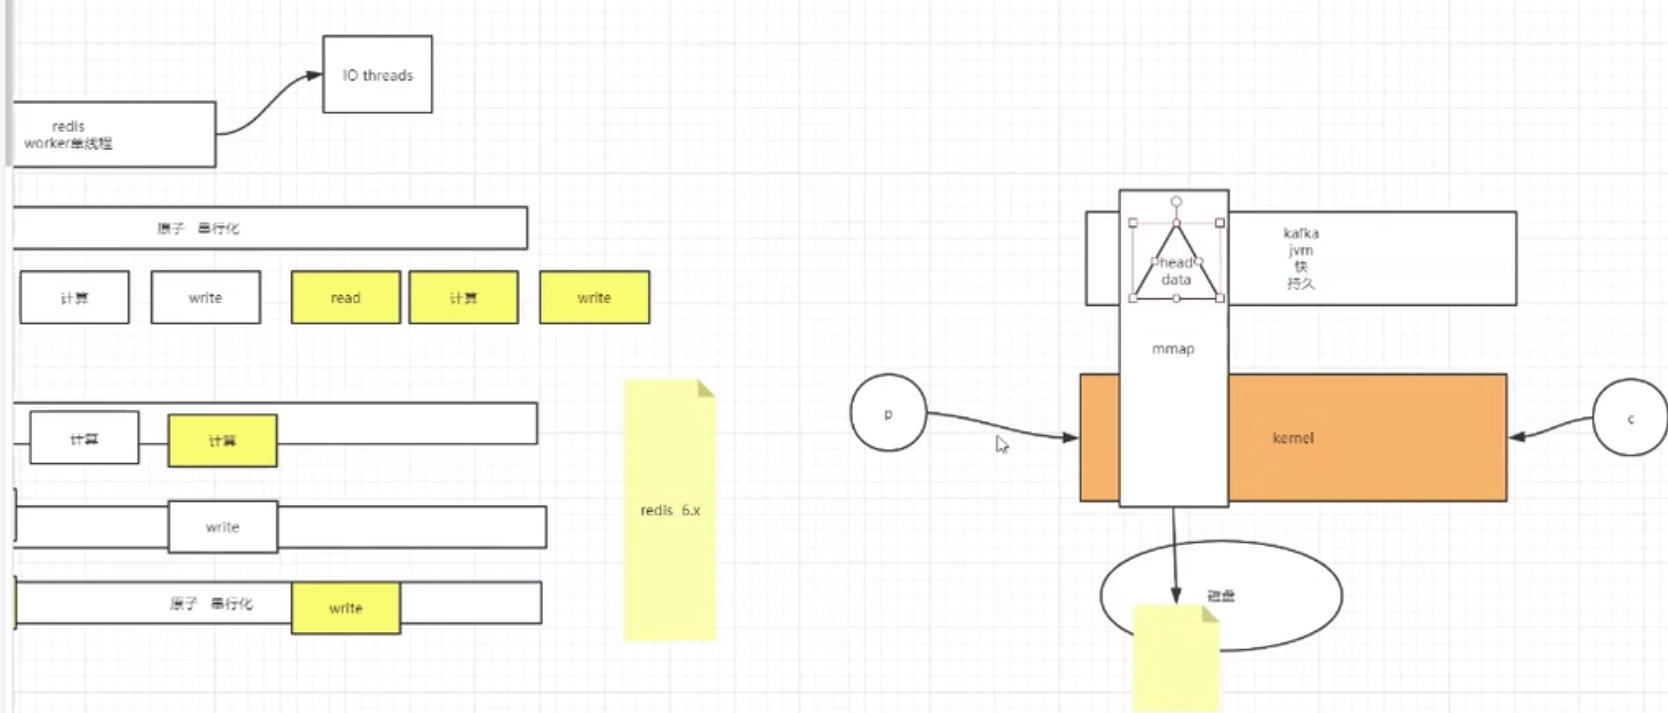 IO threads
redis
worker单线程
原子 串行化
计算
write
read
计算
write
计算
计算
write
原子 串行化
write
redis 6.x
kafka
jvm
快
持久
head
data
mmap
p
kernel
c
磁盘